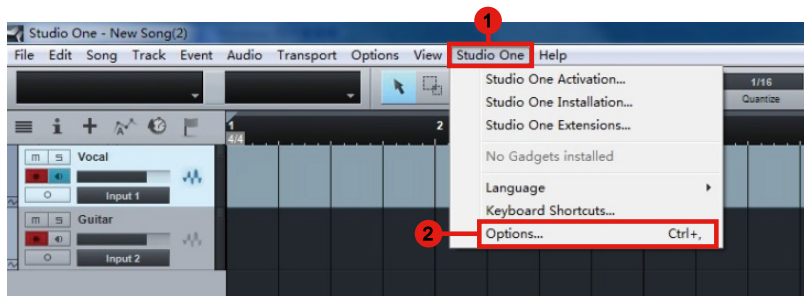 1
Studio One - New Song(2)
File Edit Song Track Event Audio Transport Options View Studio One Help
Studio One Activation...
Studio One Installation...
Studio One Extensions...
No Gadgets installed
Language
Keyboard Shortcuts...
2
Options... Ctrl+,
1/16
Quantize
1 2
4/4
m s Vocal
Input 1
m s Guitar
Input 2